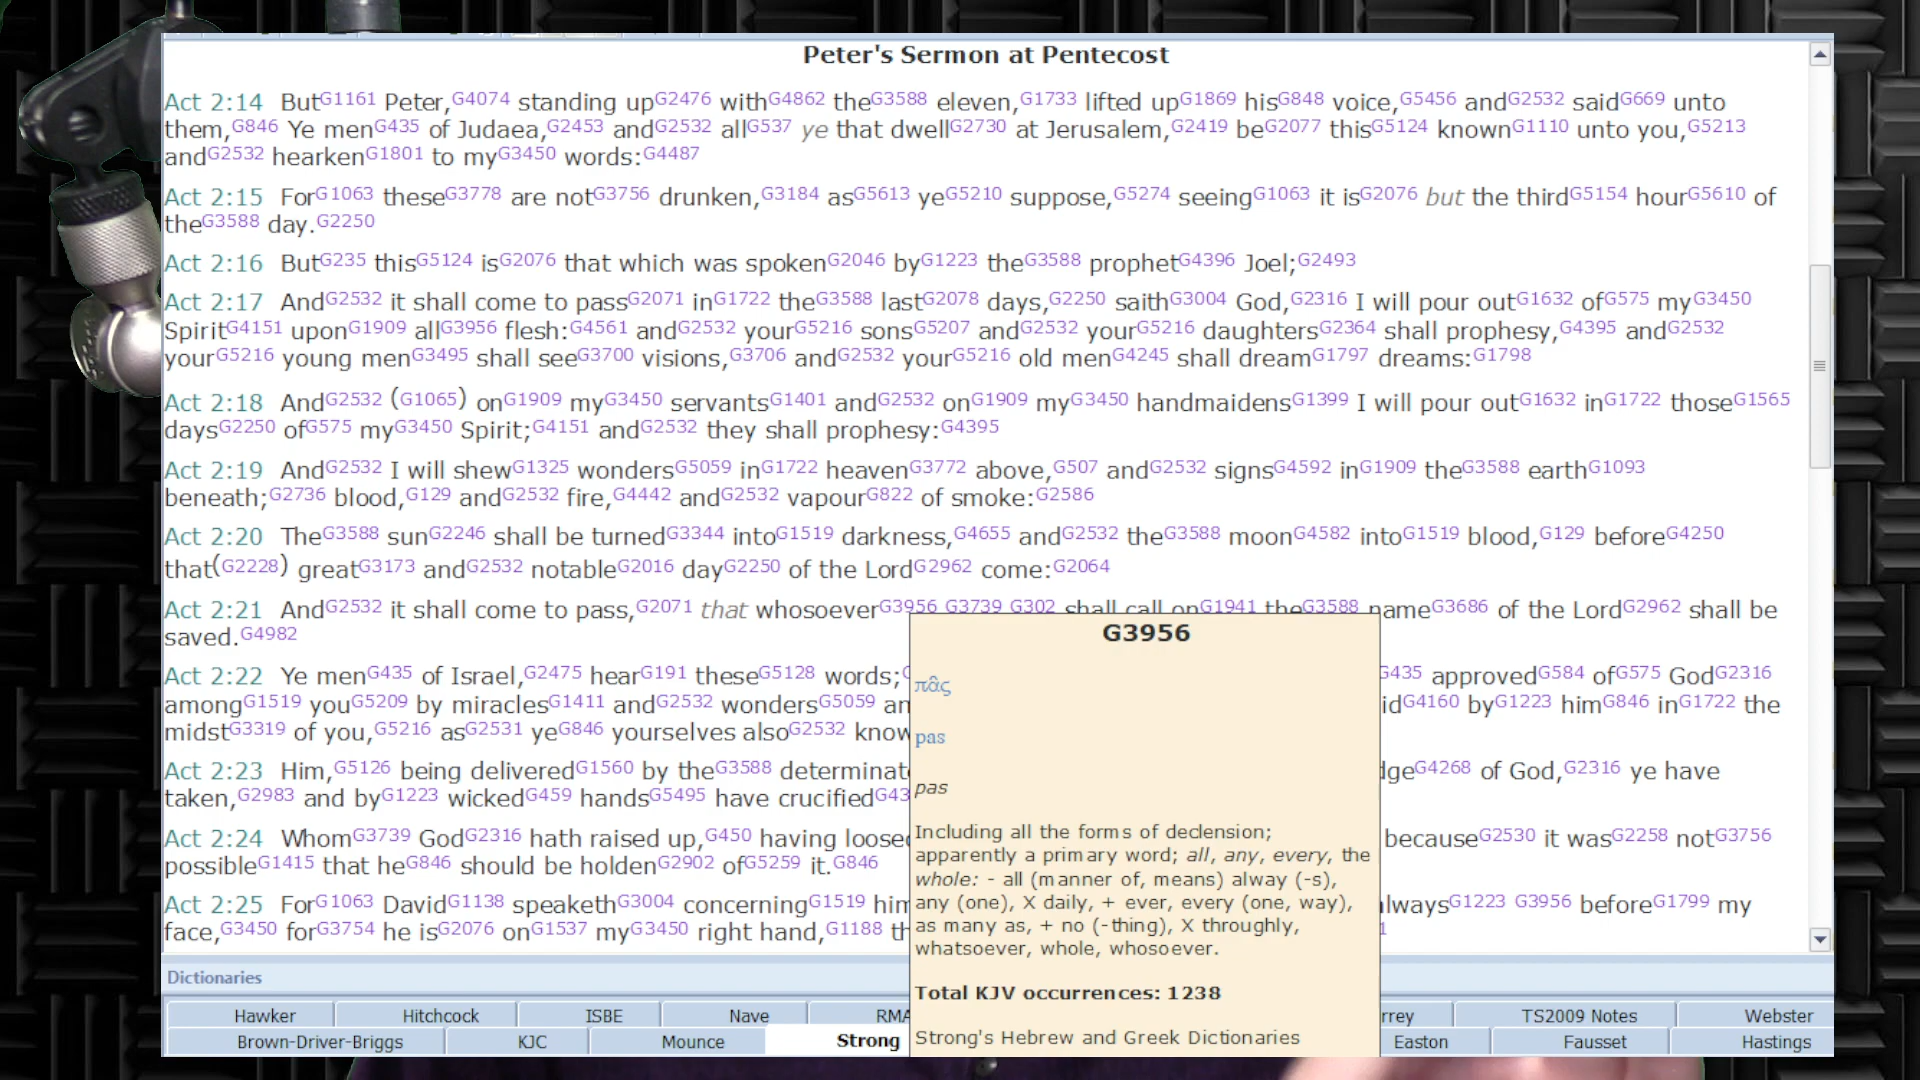 Peter's Sermon at Pentecost
Act 2:14 ButG1161 Peter,G4074 standing upG2476 withG4862 theG3588 eleven,G1733 lifted upG1869 hisG848 voice,G5456 andG2532 saidG669 unto
them,G846 Ye menG435 of Judaea,G2453 andG2532 allG537 ye that dwellG2730 at Jerusalem,G2419 beG2077 thisG5124 knownG1110 unto you,G5213
andG2532 hearkenG1801 to myG3450 words:G4487
Act 2:15 ForG1063 theseG3778 are notG3756 drunken,G3184 asG5613 yeG5210 suppose,G5274 seeingG1063 it isG2076 but the thirdG5154 hourG5610 of
theG3588 day.G2250
Act 2:16 ButG235 thisG5124 isG2076 that which was spokenG2046 byG1223 theG3588 prophetG4396 Joel;G2493
Act 2:17 AndG2532 it shall come to passG2071 inG1722 theG3588 lastG2078 days,G2250 saithG3004 God,G2316 I will pour outG1632 ofG575 myG3450
SpiritG4151 uponG1909 allG3956 flesh:G4561 andG2532 yourG5216 sonsG5207 andG2532 yourG5216 daughtersG2364 shall prophesy,G4395 andG2532
yourG5216 young menG3495 shall seeG3700 visions,G3706 andG2532 yourG5216 old menG4245 shall dreamG1797 dreams:G1798
Act 2:18 AndG2532 (G1065) onG1909 myG3450 servantsG1401 andG2532 onG1909 myG3450 handmaidensG1399 I will pour outG1632 inG1722 thoseG1565
daysG2250 ofG575 myG3450 Spirit;G4151 andG2532 they shall prophesy:G4395
Act 2:19 AndG2532 I will shewG1325 wondersG5059 inG1722 heavenG3772 above,G507 andG2532 signsG4592 inG1909 theG3588 earthG1093
beneath;G2736 blood,G129 andG2532 fire,G4442 andG2532 vapourG822 of smoke:G2586
Act 2:20 TheG3588 sunG2246 shall be turnedG3344 intoG1519 darkness,G4655 andG2532 theG3588 moonG4582 intoG1519 blood,G129 beforeG4250
that(G2228) greatG3173 andG2532 notableG2016 dayG2250 of the LordG2962 come:G2064
Act 2:21 AndG2532 it shall come to pass,G2071 that whosoeverG3956 G3739 G302 shall call onG1941 theG3588 nameG3686 of the LordG2962 shall be
saved.G4982
Act 2:22 Ye menG435 of Israel,G2475 hearG191 theseG5128 words; G435 approvedG584 ofG575 GodG2316
amongG1519 youG5209 by miraclesG1411 andG2532 wondersG5059 an id G4160 byG1223 himG846 inG1722 the
midstG3319 of you,G5216 asG2531 yeG846 yourselves alsoG2532 know
Act 2:23 Him,G5126 being deliveredG1560 by theG3588 determinate dgeG4268 of God,G2316 ye have
taken,G2983 and byG1223 wickedG459 handsG5495 have crucifiedG43
Act 2:24 WhomG3739 GodG2316 hath raised up,G450 having loosed becauseG2530 it wasG2258 notG3756
possibleG1415 that heG846 should be holdenG2902 ofG5259 it.G846
Act 2:25 ForG1063 DavidG1138 speakethG3004 concerningG1519 him lwaysG1223 G3956 beforeG1799 my
face,G3450 forG3754 he isG2076 onG1537 myG3450 right hand,G1188 th
G3956
πᾶς
pas
pas
Including all the forms of declension;
apparently a primary word; all, any, every, the
whole: - all (manner of, means) alway (-s),
any (one), X daily, + ever, every (one, way),
as many as, + no (-thing), X throughly,
whatsoever, whole, whosoever.
Total KJV occurrences: 1238
Strong's Hebrew and Greek Dictionaries
Dictionaries
Hawker Hitchcock ISBE Nave RMA rrey TS2009 Notes Webster
Brown-Driver-Briggs KJC Mounce Strong Easton Fausset Hastings